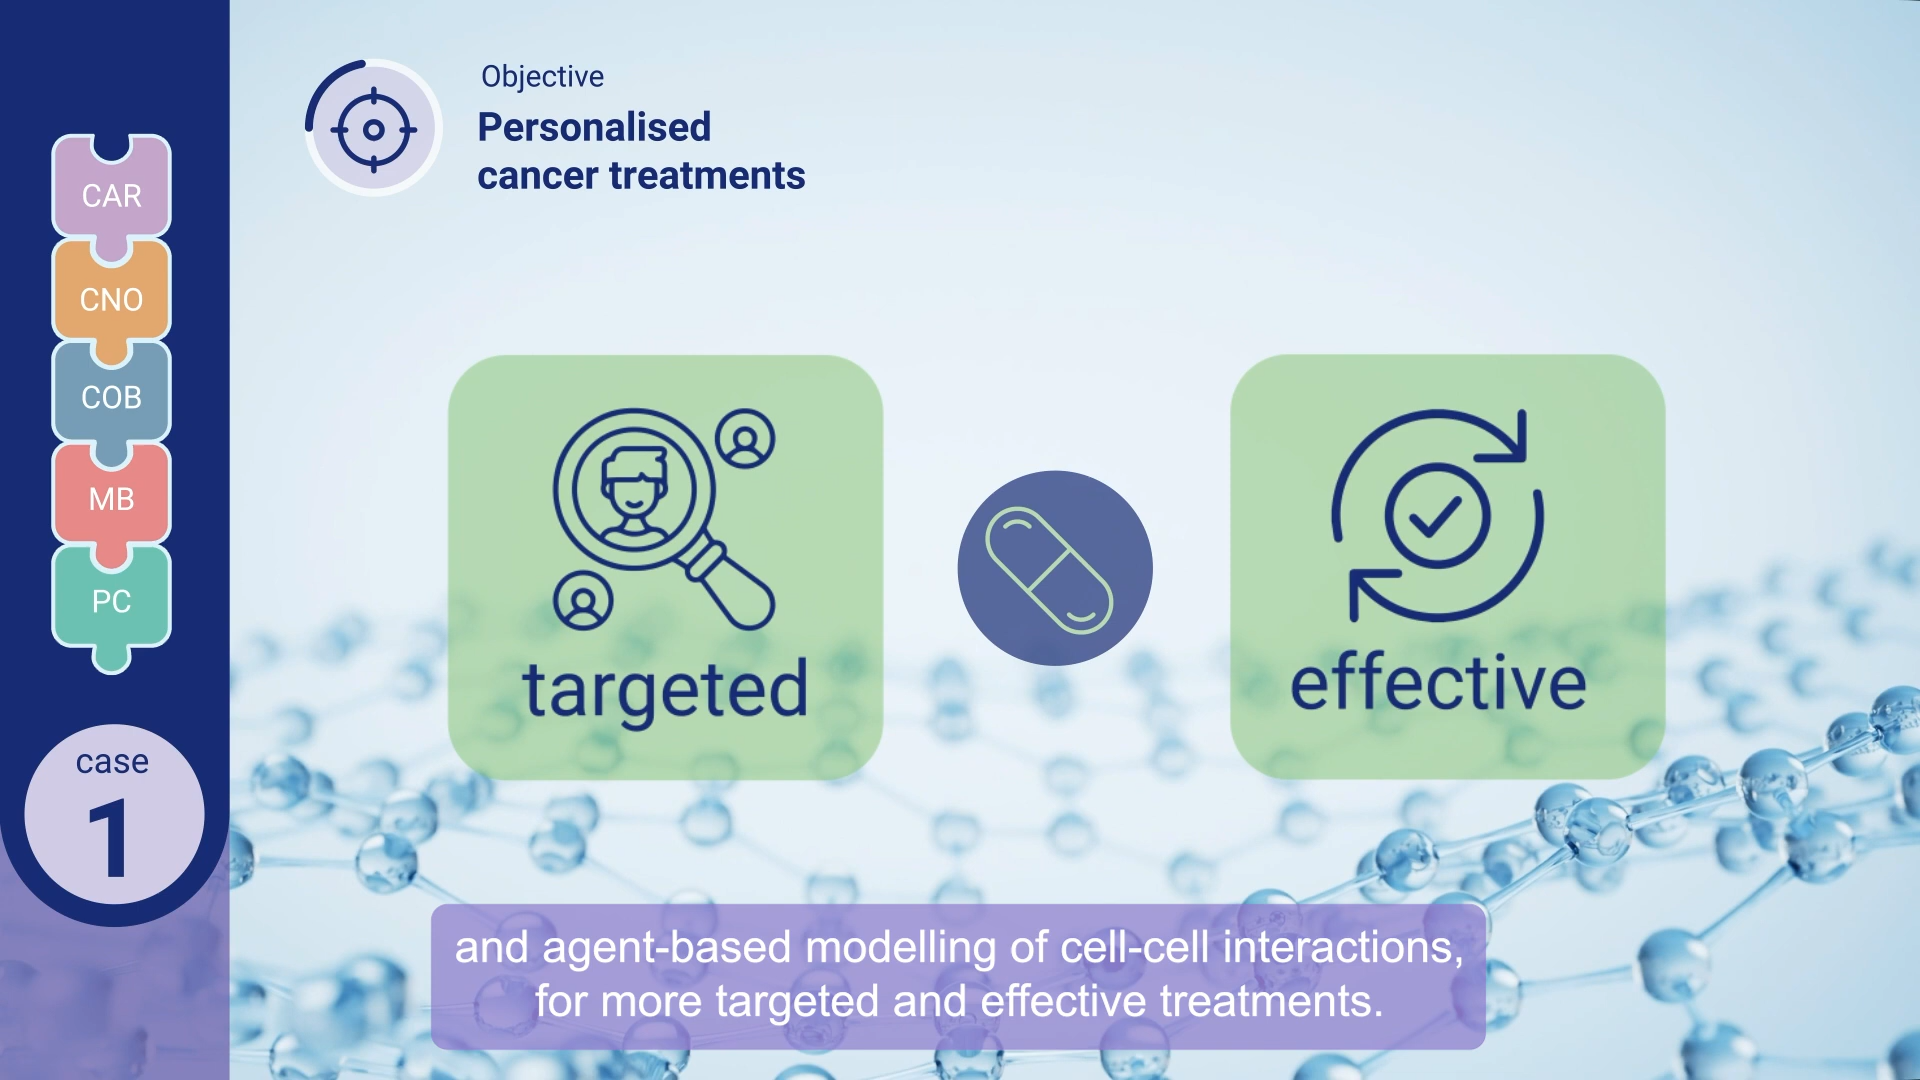 CAR
CNO
COB
MB
PC
case
1
Objective
Personalised
cancer treatments
targeted
effective
and agent-based modelling of cell-cell interactions,
for more targeted and effective treatments.